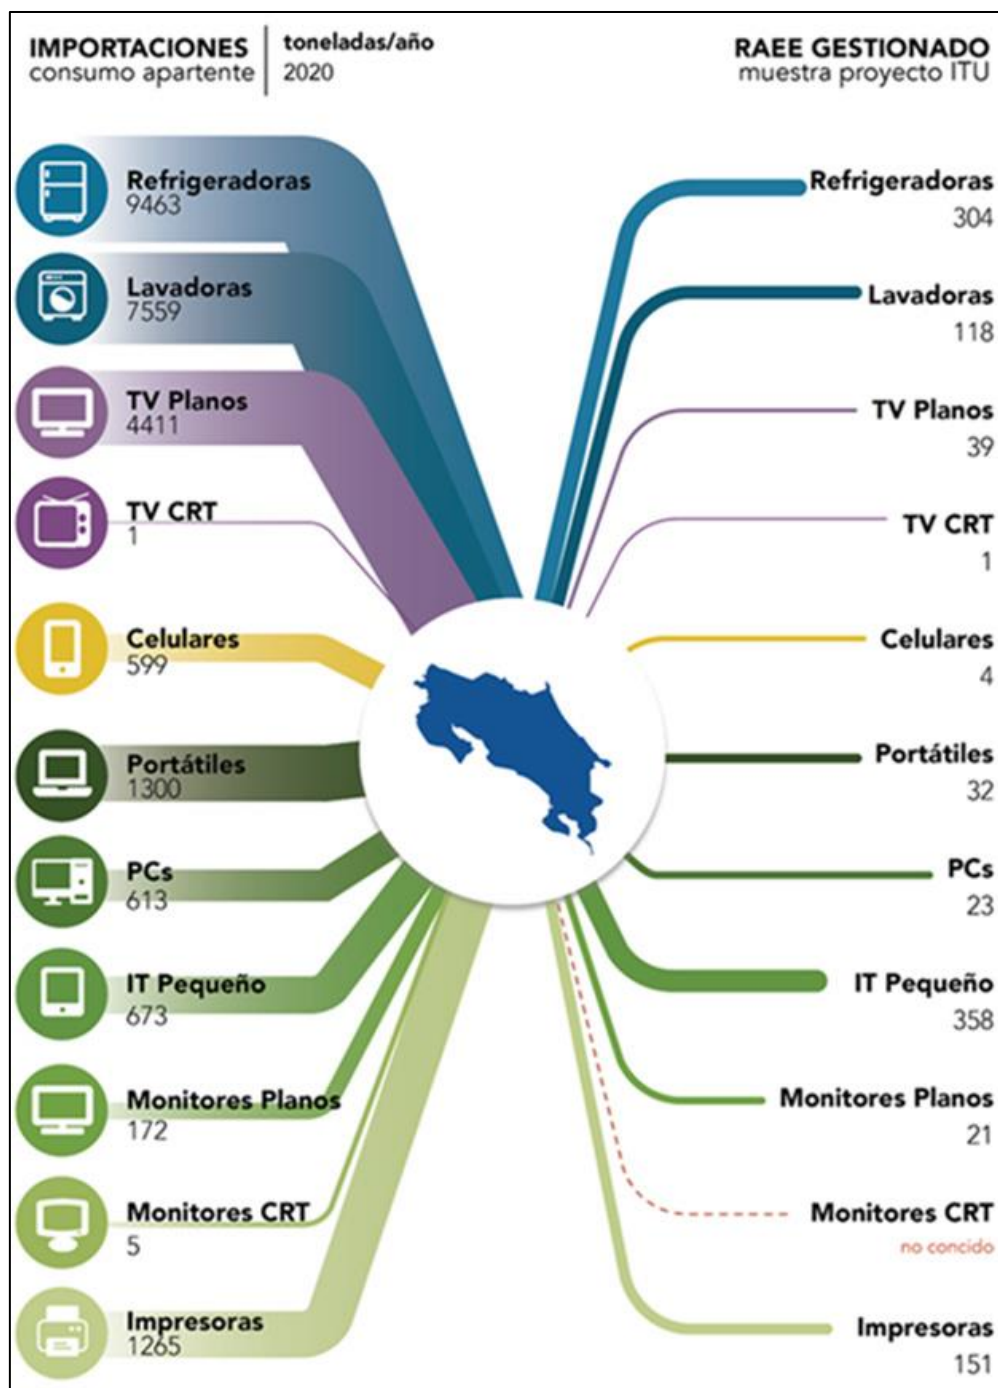 IMPORTACIONES
consumo apartente
toneladas/año
2020
RAEE GESTIONADO
muestra proyecto ITU
Refrigeradoras
9463
Lavadoras
7559
TV Planos
4411
TV CRT
1
Celulares
599
Portátiles
1300
PCs
613
IT Pequeño
673
Monitores Planos
172
Monitores CRT
5
Impresoras
1265
Refrigeradoras
304
Lavadoras
118
TV Planos
39
TV CRT
1
Celulares
4
Portátiles
32
PCs
23
IT Pequeño
358
Monitores Planos
21
Monitores CRT
no concido
Impresoras
151